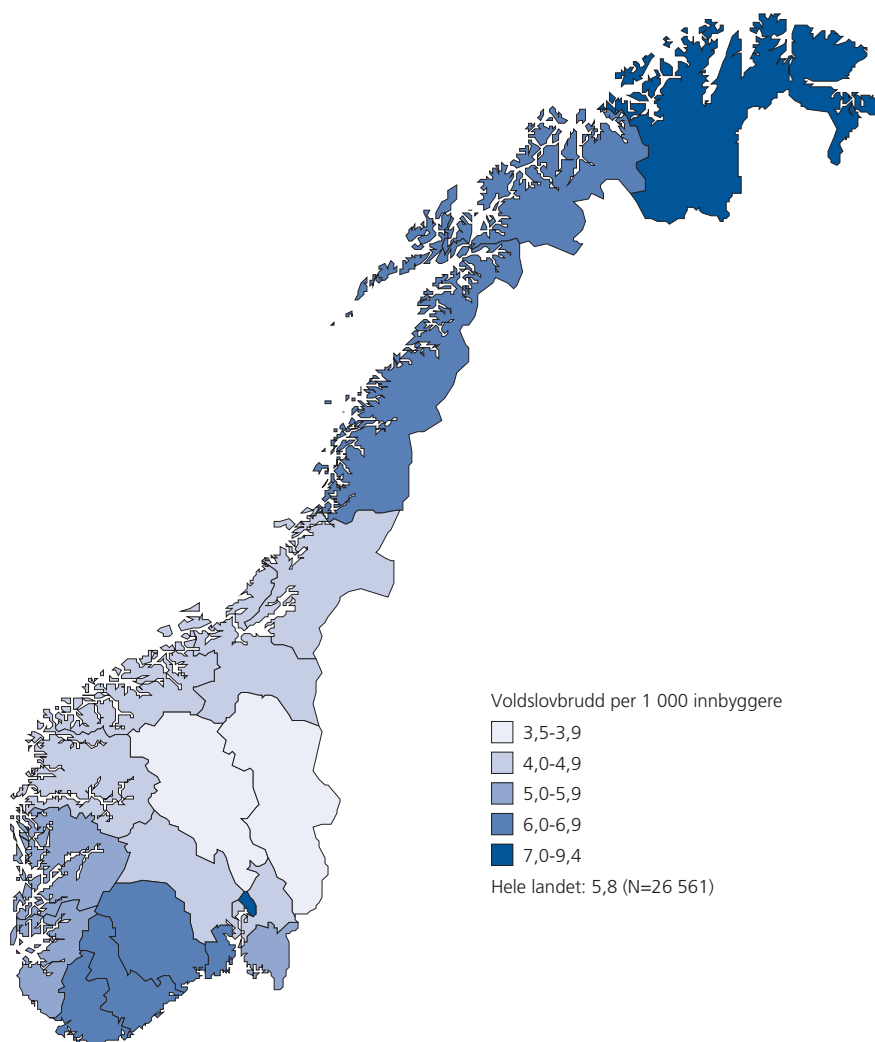 Voldslovbrudd per 1 000 innbyggere
3,5-3,9
4,0-4,9
5,0-5,9
6,0-6,9
7,0-9,4
Hele landet: 5,8 (N=26 561)